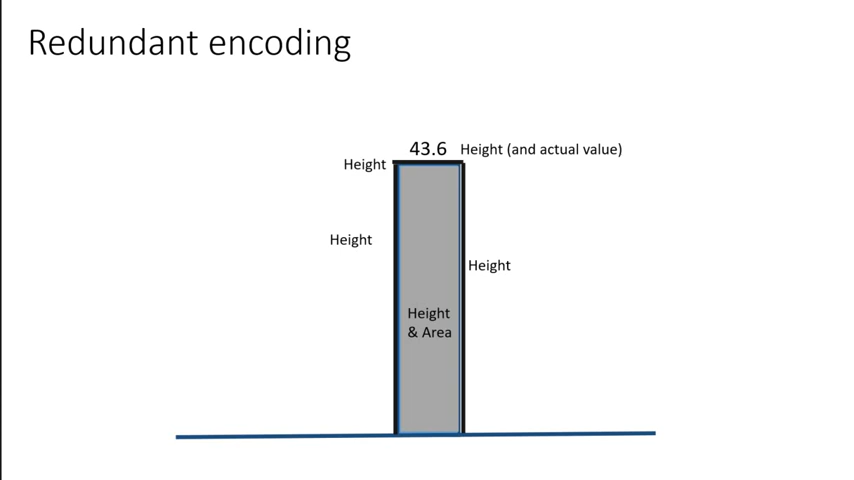 Redundant encoding
43.6 Height (and actual value)
Height
Height
Height
Height
& Area